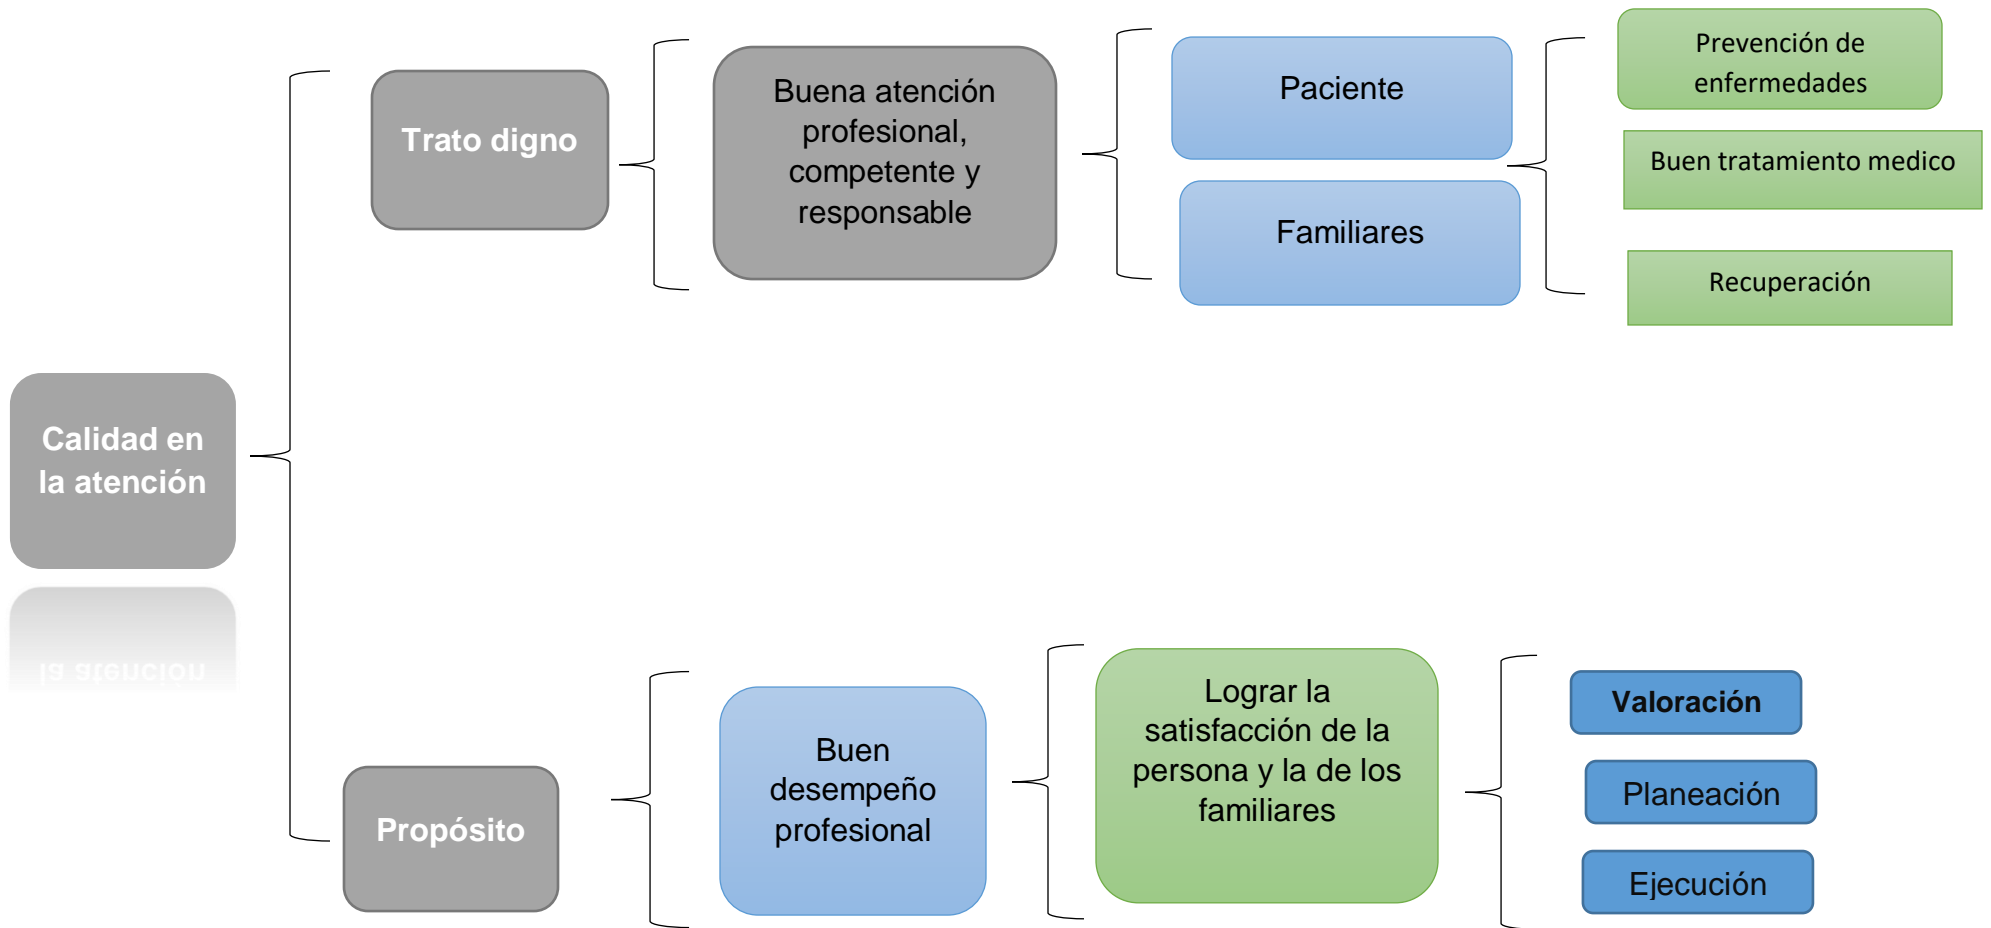 Calidad en
la atención
Trato digno
Buena atención
profesional,
competente y
responsable
Paciente
Familiares
Prevención de
enfermedades
Buen tratamiento medico
Recuperación
Propósito
Buen
desempeño
profesional
Lograr la
satisfacción de la
persona y la de los
familiares
Valoración
Planeación
Ejecución